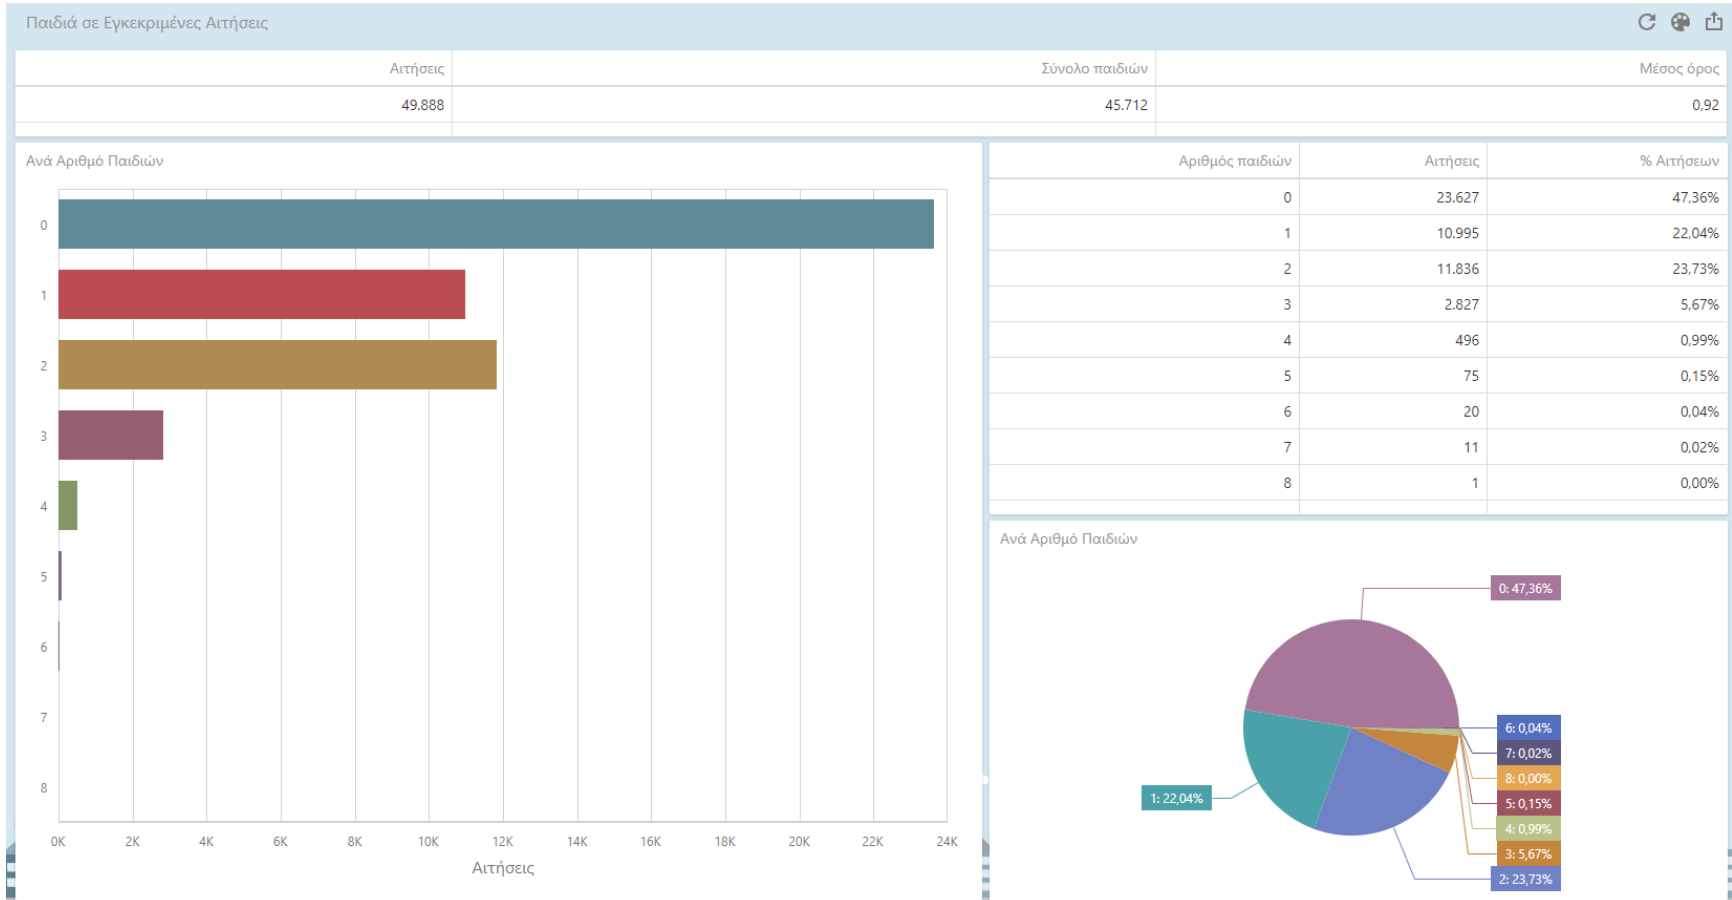 Παιδιά σε Εγκεκριμένες Αιτήσεις
Αιτήσεις Σύνολο παιδιών Μέσος όρος
49.888 45.712 0,92
Ανά Αριθμό Παιδιών
0
1
2
3
4
5
6
7
8
0K 2K 4K 6K 8K 10K 12K 14K 16K 18K 20K 22K 24K
Αιτήσεις
Αριθμός παιδιών Αιτήσεις % Αιτήσεων
0 23.627 47,36%
1 10.995 22,04%
2 11.836 23,73%
3 2.827 5,67%
4 496 0,99%
5 75 0,15%
6 20 0,04%
7 11 0,02%
8 1 0,00%
Ανά Αριθμό Παιδιών
0: 47,36%
6: 0,04%
7: 0,02%
8: 0,00%
1: 22,04%
5: 0,15%
4: 0,99%
3: 5,67%
2: 23,73%